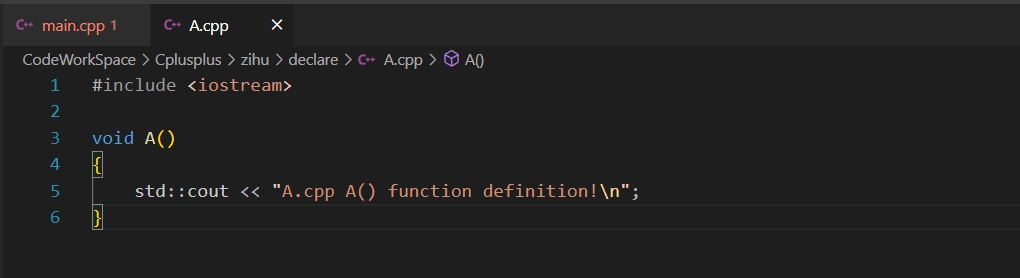 C++ main.cpp 1 C++ A.cpp ×
CodeWorkSpace > Cplusplus > zihu > declare > C++ A.cpp > A()
1 #include <iostream>
2
3 void A()
4 {
5     std::cout << "A.cpp A() function definition!\n";
6 }